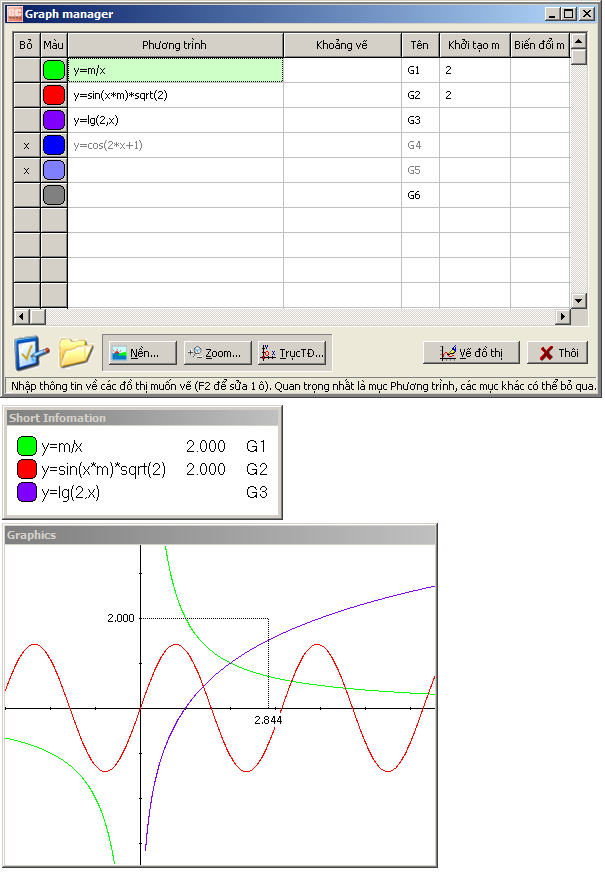 Graph manager
Bỏ Màu Phương trình Khoảng vẽ Tên Khởi tạo m Biến đổi m
y=m/x G1 2
y=sin(x*m)*sqrt(2) G2 2
y=lg(2,x) G3
x y=cos(2*x+1) G4
x G5
G6
Nền... Zoom... TrụcTĐ... Vẽ đồ thị Thôi
Nhập thông tin về các đồ thị muốn vẽ (F2 để sửa 1 ô). Quan trọng nhất là mục Phương trình, các mục khác có thể bỏ qua.
Short Infomation
y=m/x 2.000 G1
y=sin(x*m)*sqrt(2) 2.000 G2
y=lg(2,x) G3
Graphics
2.000
2.844